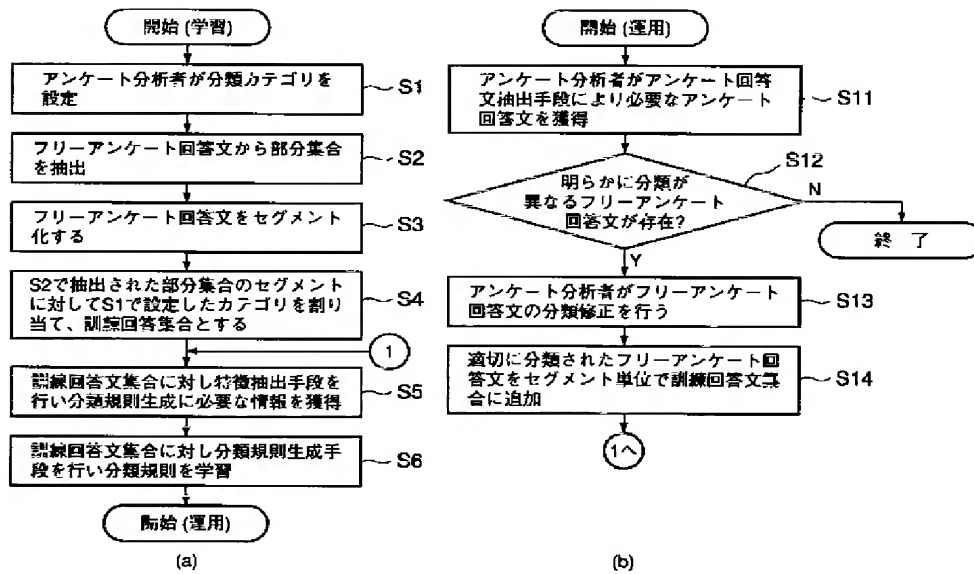 開始 (学習)
アンケート分析者が分類カテゴリを
設定
S1
フリーアンケート回答文から部分集合
を抽出
S2
フリーアンケート回答文をセグメント
化する
S3
S2で抽出された部分集合のセグメント
に対してS1で設定したカテゴリを割り
当て、訓練回答集合とする
S4
1
訓練回答文集合に対し特徴抽出手段を
行い分類規則生成に必要な情報を獲得
S5
訓練回答文集合に対し分類規則生成手
段を行い分類規則を学習
S6
開始 (運用)
(a)
開始 (運用)
アンケート分析者がアンケート回答
文抽出手段により必要なアンケート
回答文を獲得
S11
明らかに分類が
異なるフリーアンケート
回答文が存在?
S12
N
終 了
Y
アンケート分析者がフリーアンケート
回答文の分類修正を行う
S13
適切に分類されたフリーアンケート回
答文をセグメント単位で訓練回答文集
合に追加
S14
1へ
(b)